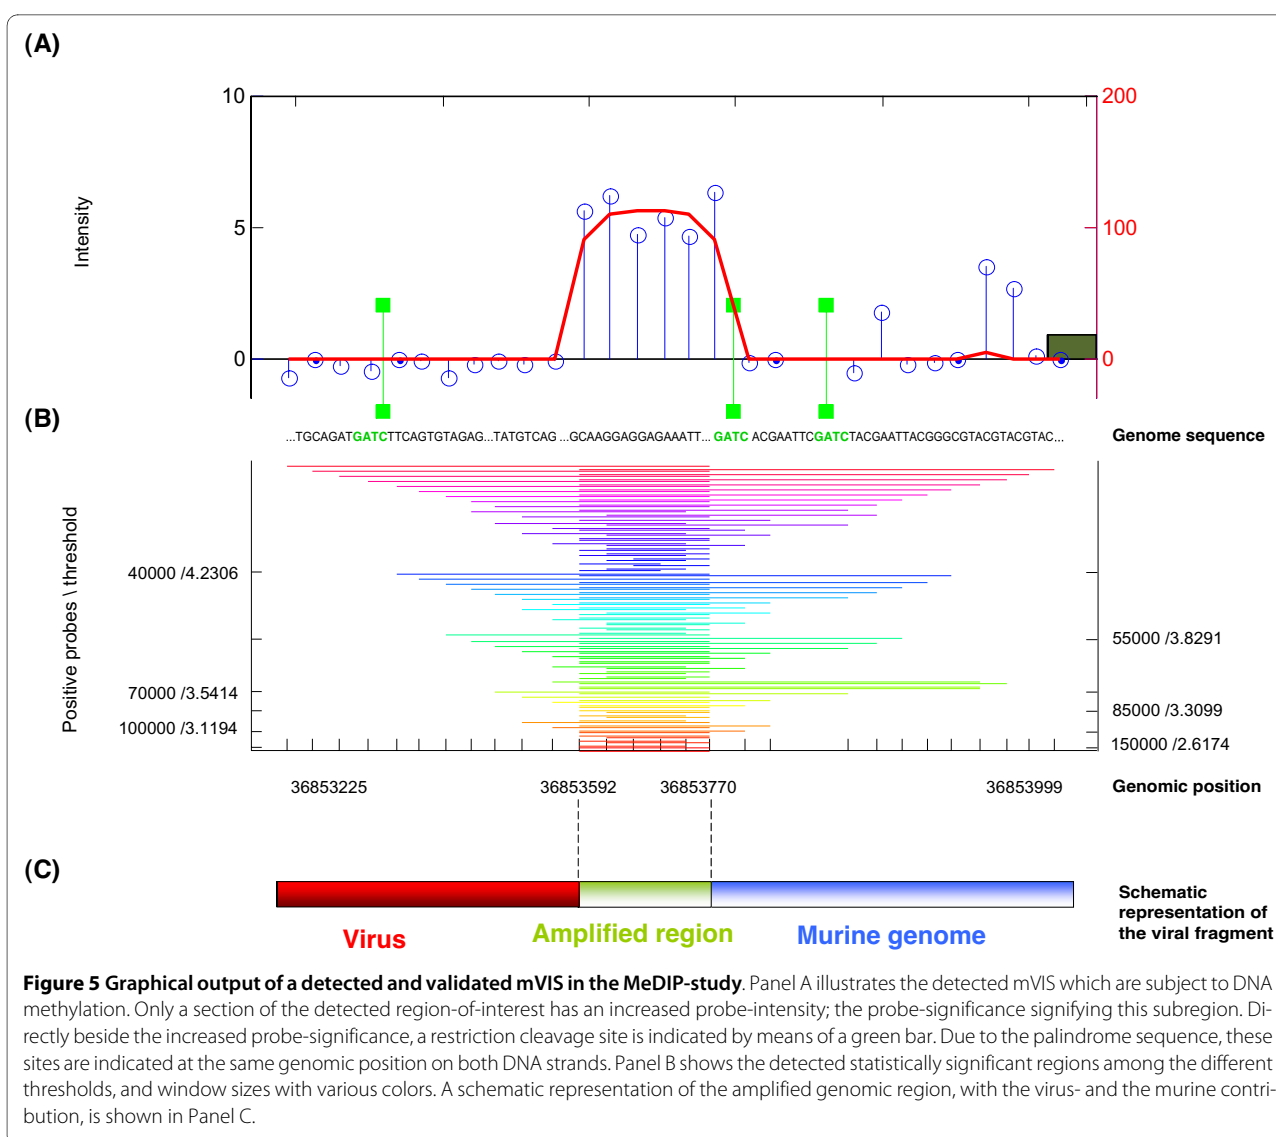 (A)
10
200
5
100
0
0
Intensity
(B)
...TGCAGATGATCTTCAGTGTAGAG...TATGTCAG ...GCAAGGAGGAGAAATT... GATC ACGAATTCGATCTACGAATTACGGGCGTACGTACGTAC...
Genome sequence
Positive probes \ threshold
40000 /4.2306
55000 /3.8291
70000 /3.5414
85000 /3.3099
100000 /3.1194
150000 /2.6174
36853225
36853592
36853770
36853999
Genomic position
(C)
Schematic
representation of
the viral fragment
Virus
Amplified region
Murine genome
Figure 5 Graphical output of a detected and validated mVIS in the MeDIP-study. Panel A illustrates the detected mVIS which are subject to DNA
methylation. Only a section of the detected region-of-interest has an increased probe-intensity; the probe-significance signifying this subregion. Di-
rectly beside the increased probe-significance, a restriction cleavage site is indicated by means of a green bar. Due to the palindrome sequence, these
sites are indicated at the same genomic position on both DNA strands. Panel B shows the detected statistically significant regions among the different
thresholds, and window sizes with various colors. A schematic representation of the amplified genomic region, with the virus- and the murine contri-
bution, is shown in Panel C.